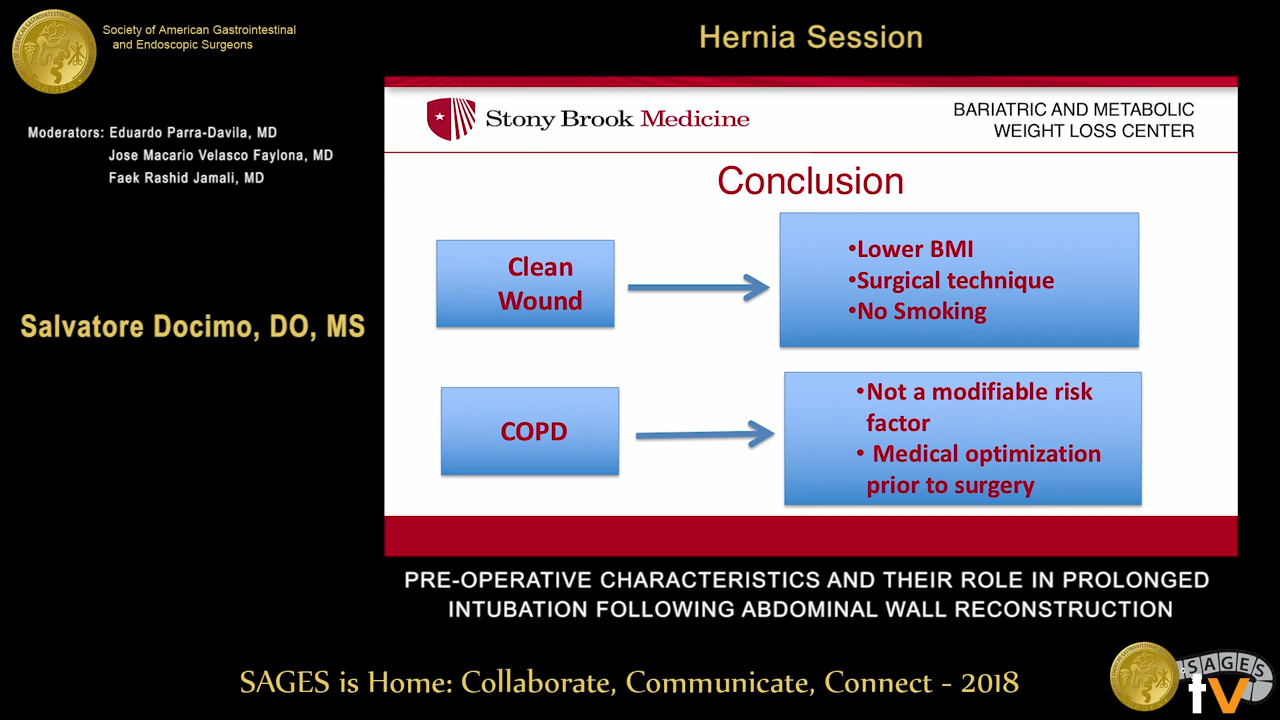 Society of American Gastrointestinal
and Endoscopic Surgeons
Hernia Session
Moderators: Eduardo Parra-Davila, MD
Jose Macario Velasco Faylona, MD
Faek Rashid Jamali, MD
Salvatore Docimo, DO, MS
Stony Brook Medicine
BARIATRIC AND METABOLIC
WEIGHT LOSS CENTER
Conclusion
Clean
Wound
•Lower BMI
•Surgical technique
•No Smoking
COPD
•Not a modifiable risk
factor
• Medical optimization
prior to surgery
PRE-OPERATIVE CHARACTERISTICS AND THEIR ROLE IN PROLONGED
INTUBATION FOLLOWING ABDOMINAL WALL RECONSTRUCTION
SAGES is Home: Collaborate, Communicate, Connect - 2018
SAGES
tv